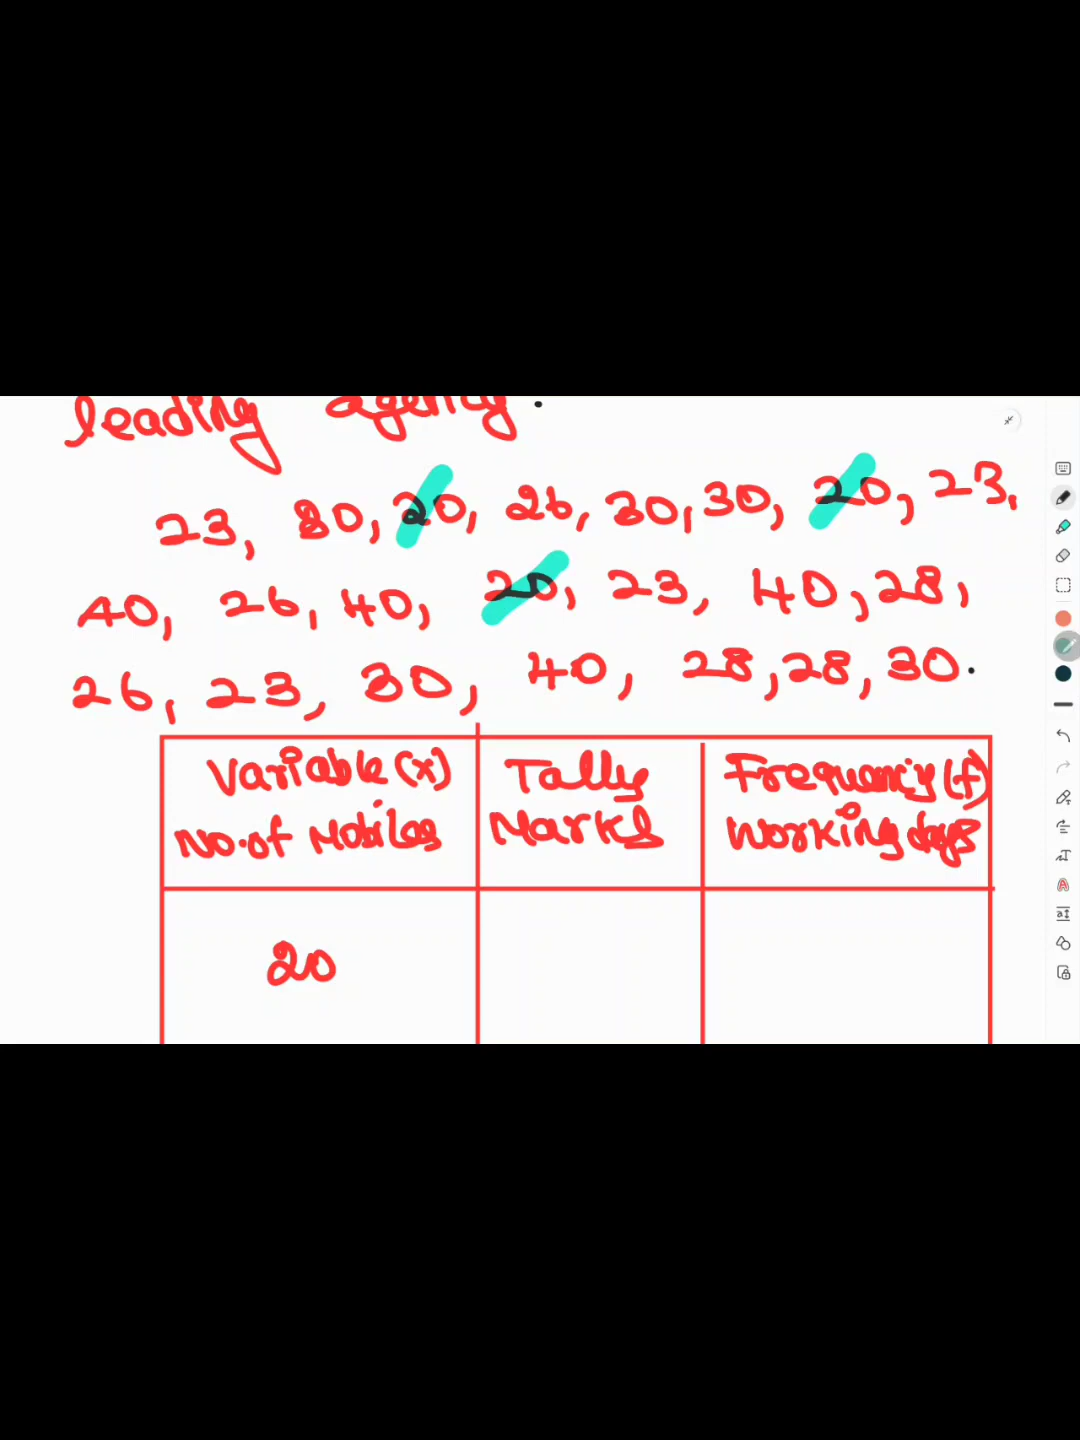 leading agency.
23, 30, 20, 26, 30, 30, 20, 23,
40, 26, 40, 20, 23, 40, 28,
26, 23, 30, 40, 28, 28, 30.
Variable (x) Tally Frequency (f)
No. of Mobiles Marks Working days
20